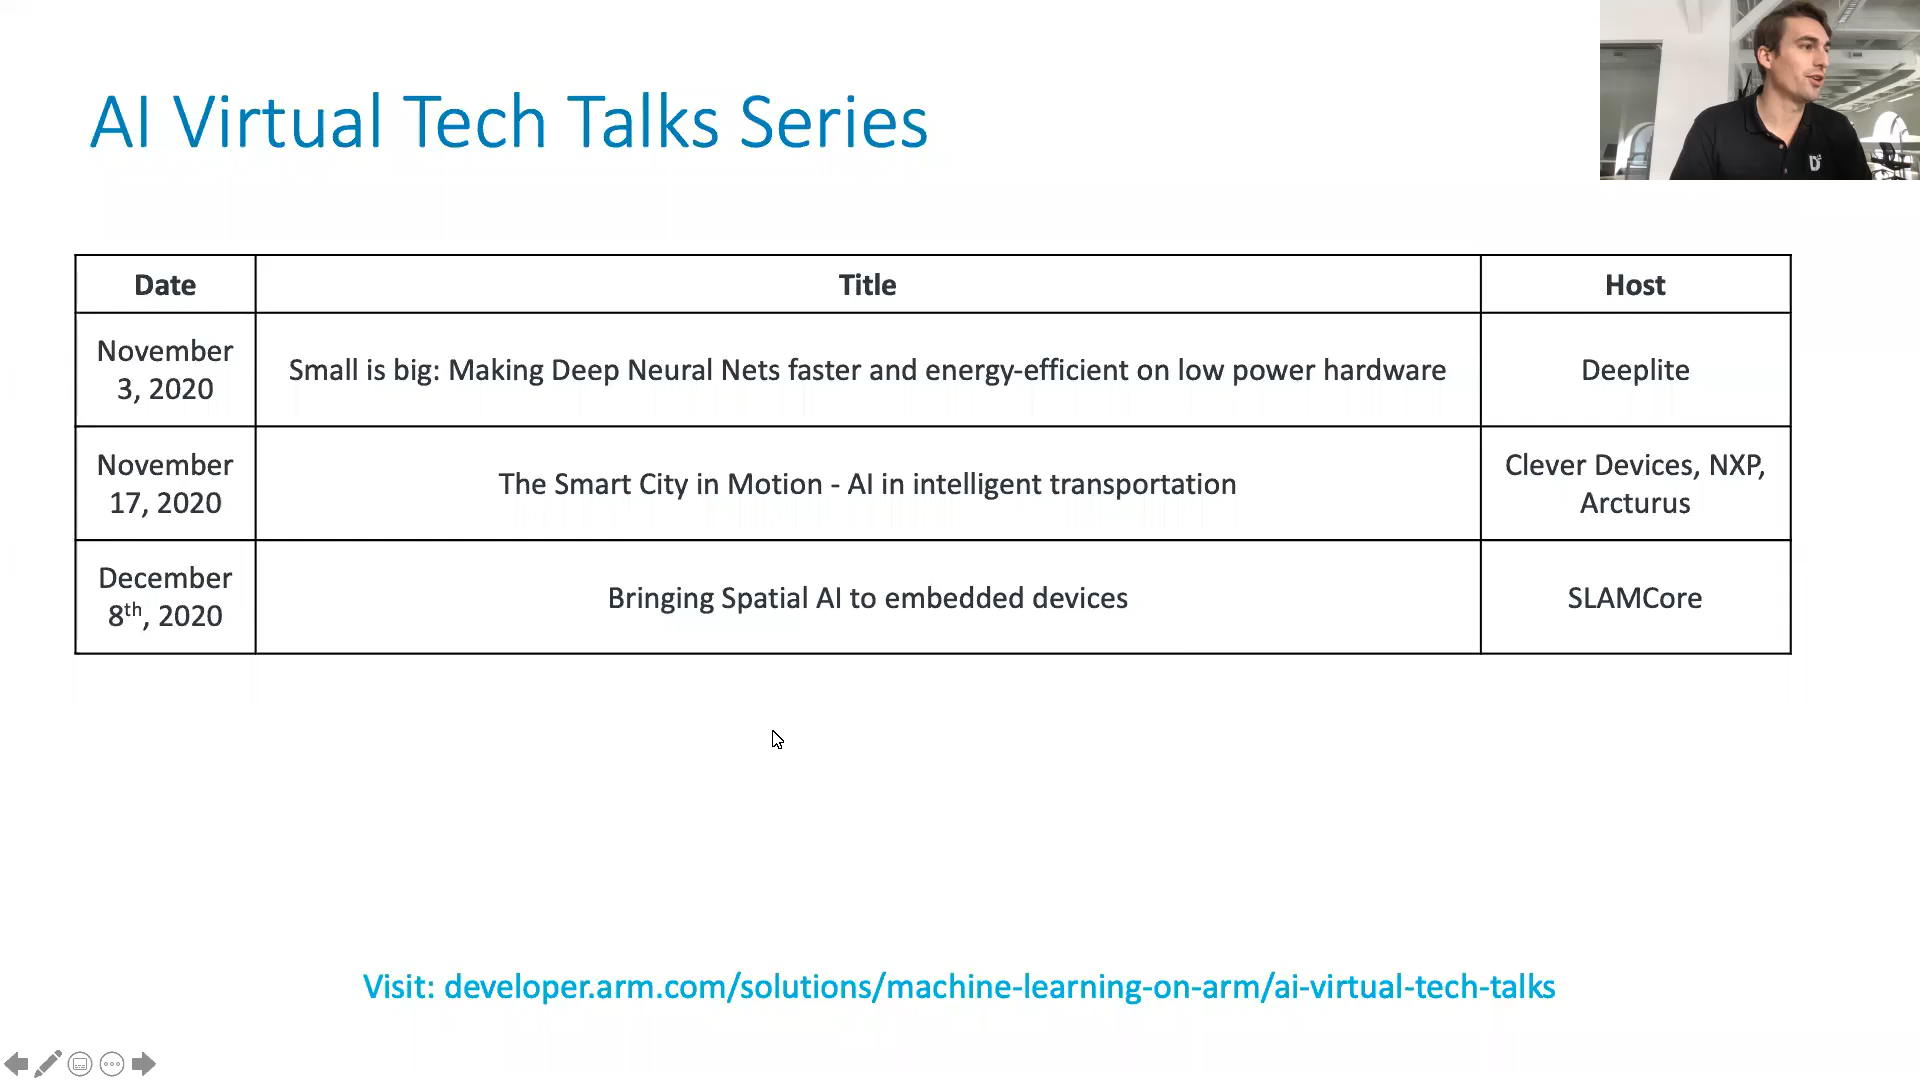 AI Virtual Tech Talks Series
Date
Title
Host
November
3, 2020
Small is big: Making Deep Neural Nets faster and energy-efficient on low power hardware
Deeplite
November
17, 2020
The Smart City in Motion - AI in intelligent transportation
Clever Devices, NXP,
Arcturus
December
8th, 2020
Bringing Spatial AI to embedded devices
SLAMCore
Visit: developer.arm.com/solutions/machine-learning-on-arm/ai-virtual-tech-talks